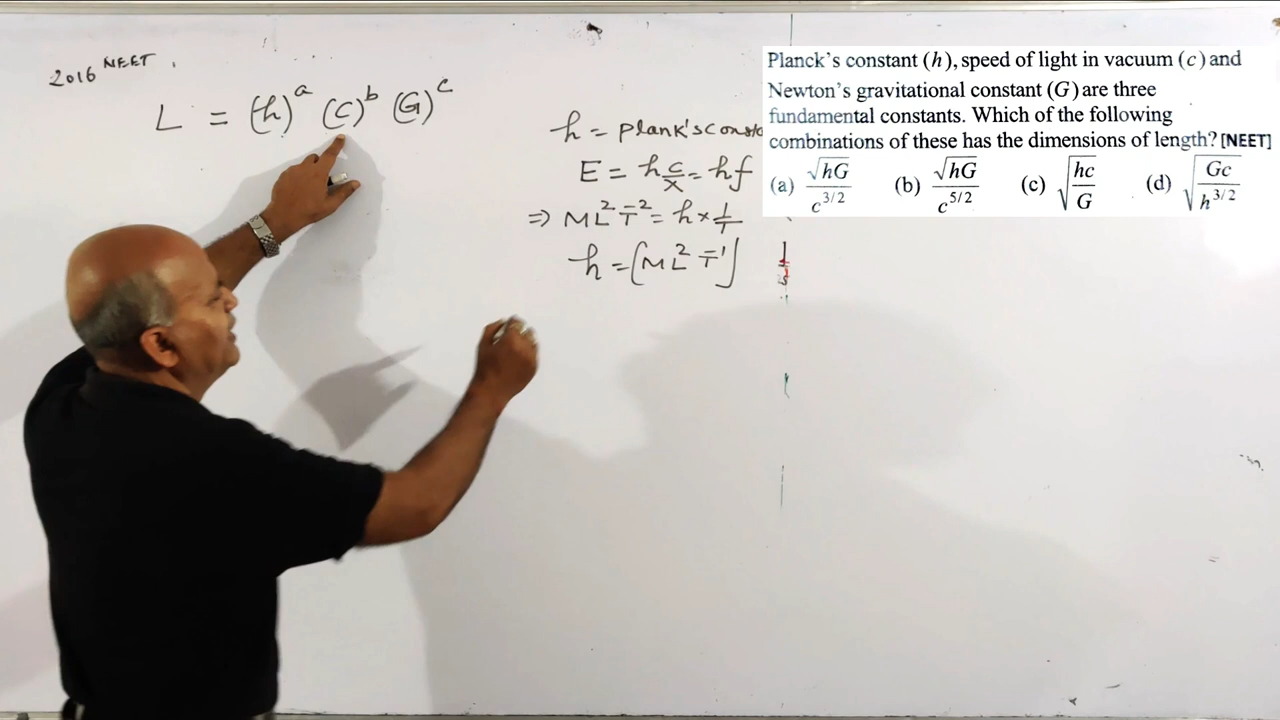 2016 NEET
L = (h)^a (c)^b (G)^c
h = plank's consta
E = h c/λ = hf
⇒ ML²T⁻² = h × 1/T
h = [ML²T⁻¹]
Planck's constant (h), speed of light in vacuum (c) and
Newton's gravitational constant (G) are three
fundamental constants. Which of the following
combinations of these has the dimensions of length? [NEET]
(a) √hG / c^3/2 (b) √hG / c^5/2 (c) √(hc/G) (d) √(Gc/h^3/2)